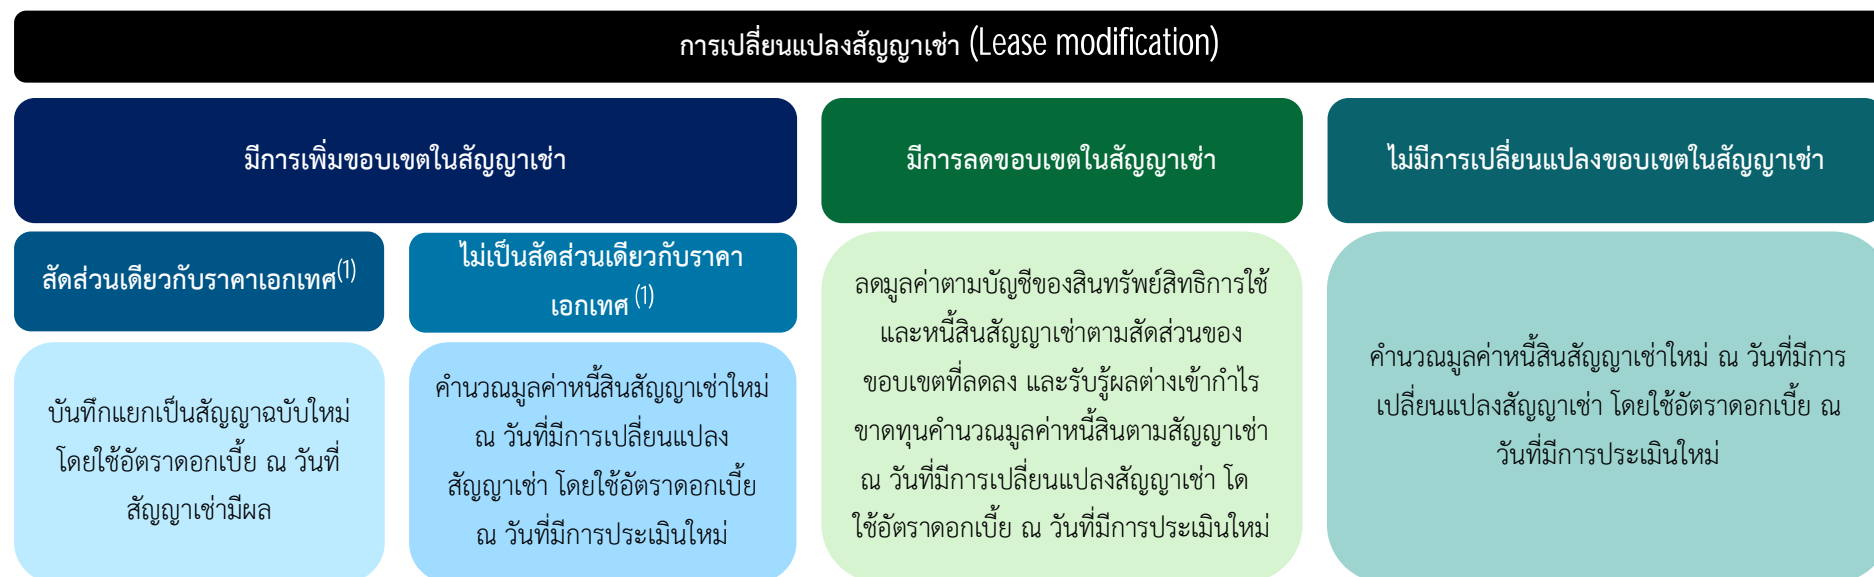 การเปลี่ยนแปลงสัญญาเช่า (Lease modification)
มีการเพิ่มขอบเขตในสัญญาเช่า
สัดส่วนเดียวกับราคาเอกเทศ(1)
บันทึกแยกเป็นสัญญาฉบับใหม่
โดยใช้อัตราดอกเบี้ย ณ วันที่
สัญญาเช่ามีผล
ไม่เป็นสัดส่วนเดียวกับราคา
เอกเทศ (1)
คำนวณมูลค่าหนี้สินสัญญาเช่าใหม่
ณ วันที่มีการเปลี่ยนแปลง
สัญญาเช่า โดยใช้อัตราดอกเบี้ย
ณ วันที่มีการประเมินใหม่
มีการลดขอบเขตในสัญญาเช่า
ลดมูลค่าตามบัญชีของสินทรัพย์สิทธิการใช้
และหนี้สินสัญญาเช่าตามสัดส่วนของ
ขอบเขตที่ลดลง และรับรู้ผลต่างเข้ากำไร
ขาดทุนคำนวณมูลค่าหนี้สินตามสัญญาเช่า
ณ วันที่มีการเปลี่ยนแปลงสัญญาเช่า โด
ใช้อัตราดอกเบี้ย ณ วันที่มีการประเมินใหม่
ไม่มีการเปลี่ยนแปลงขอบเขตในสัญญาเช่า
คำนวณมูลค่าหนี้สินสัญญาเช่าใหม่ ณ วันที่มีการ
เปลี่ยนแปลงสัญญาเช่า โดยใช้อัตราดอกเบี้ย ณ
วันที่มีการประเมินใหม่